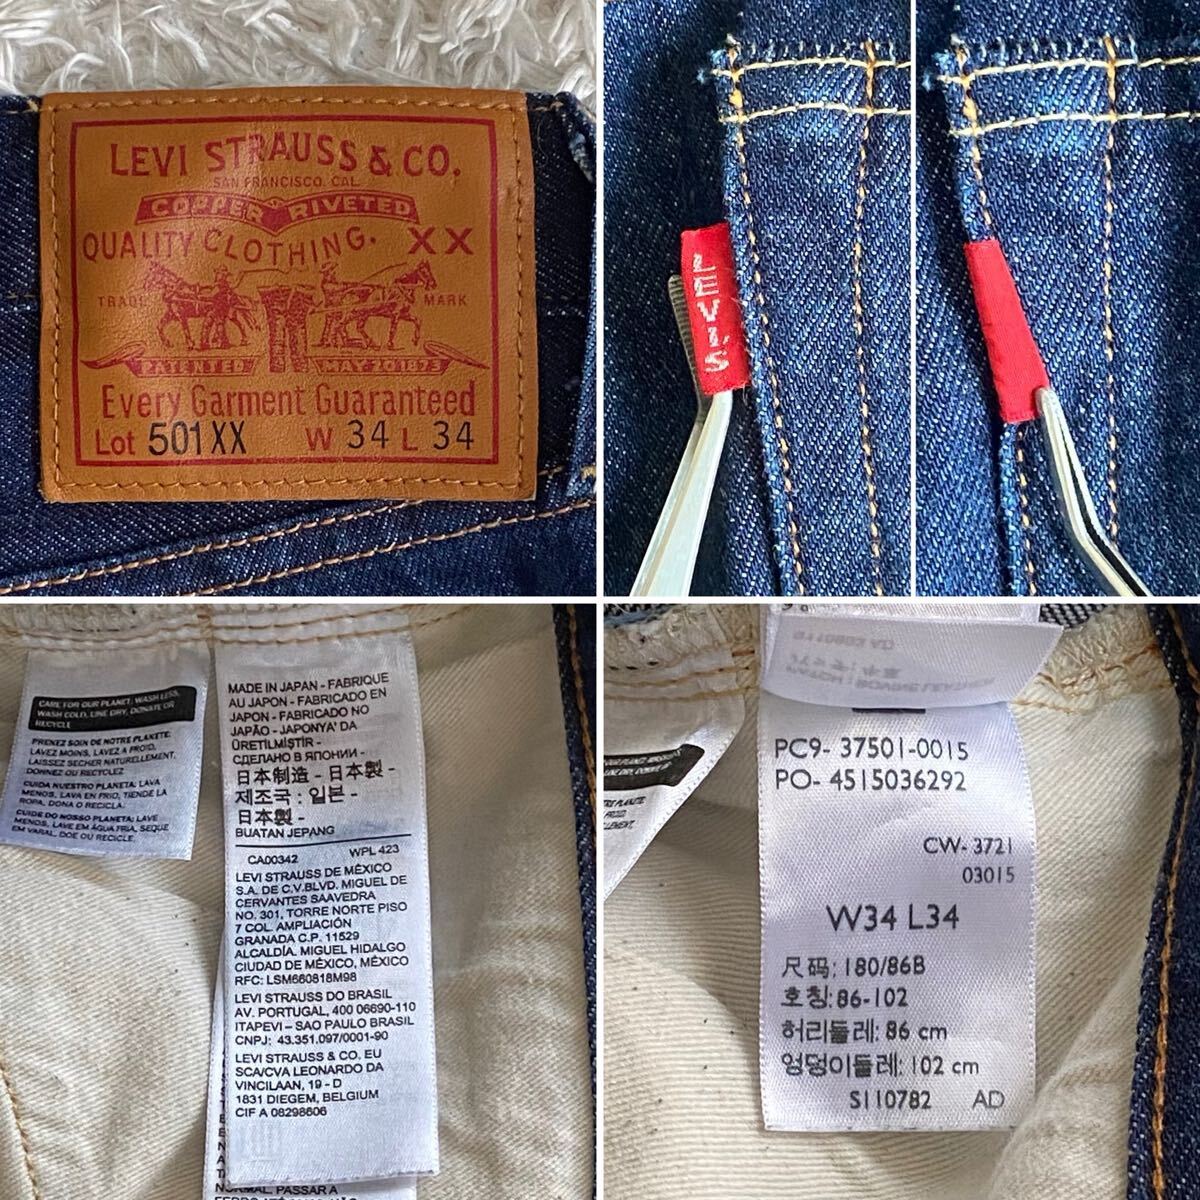 LEVI STRAUSS & CO.
SAN FRANCISCO. CAL.
COPPER RIVETED
QUALITY CLOTHING. XX
TRADE MARK
PATENTED MAY 20 1873
Every Garment Guaranteed
Lot 501XX W 34 L 34
LEVI'S
CARE FOR OUR PLANET: WASH LESS,
WASH COLD, LINE DRY, DONATE OR
RECYCLE
PRENEZ SOIN DE NOTRE PLANÈTE:
LAVEZ MOINS, LAVEZ A FROID,
LAISSEZ SÉCHER NATURELLEMENT,
DONNEZ OU RECYCLEZ
CUIDA NUESTRO PLANETA: LAVA
MENOS, LAVA EN FRÍO, TIENDE LA
ROPA, DONA O RECICLA.
CUIDE DO NOSSO PLANETA: LAVE
MENOS, LAVE EM ÁGUA FRIA, SEQUE
EM VARAL, DOE OU RECICLE.
MADE IN JAPAN - FABRIQUE
AU JAPON - FABRICADO EN
JAPON - FABRICADO NO
JAPÃO - JAPONYA' DA
ÜRETİLMİŞTİR -
СДЕЛАНО В ЯПОНИИ -
日本制造 - 日本製 -
제조국 : 일본 -
日本製 -
BUATAN JEPANG
CA00342 WPL 423
LEVI STRAUSS DE MÉXICO
S.A. DE C.V.BLVD. MIGUEL DE
CERVANTES SAAVEDRA
NO. 301, TORRE NORTE PISO
7 COL. AMPLIACIÓN
GRANADA C.P. 11529
ALCALDÍA. MIGUEL HIDALGO
CIUDAD DE MÉXICO, MÉXICO
RFC: LSM660818M98
LEVI STRAUSS DO BRASIL
AV. PORTUGAL, 400 06690-110
ITAPEVI – SAO PAULO BRASIL
CNPJ: 43.351.097/0001-90
LEVI STRAUSS & CO. EU
SCA/CVA LEONARDO DA
VINCILAAN, 19 - D
1831 DIEGEM, BELGIUM
CIF A 08298606
NORMAL, PASSAR A
PC9- 37501-0015
PO- 4515036292
CW- 3721
03015
W34 L34
尺码: 180/86B
호칭: 86-102
허리둘레: 86 cm
엉덩이둘레: 102 cm
S110782 AD